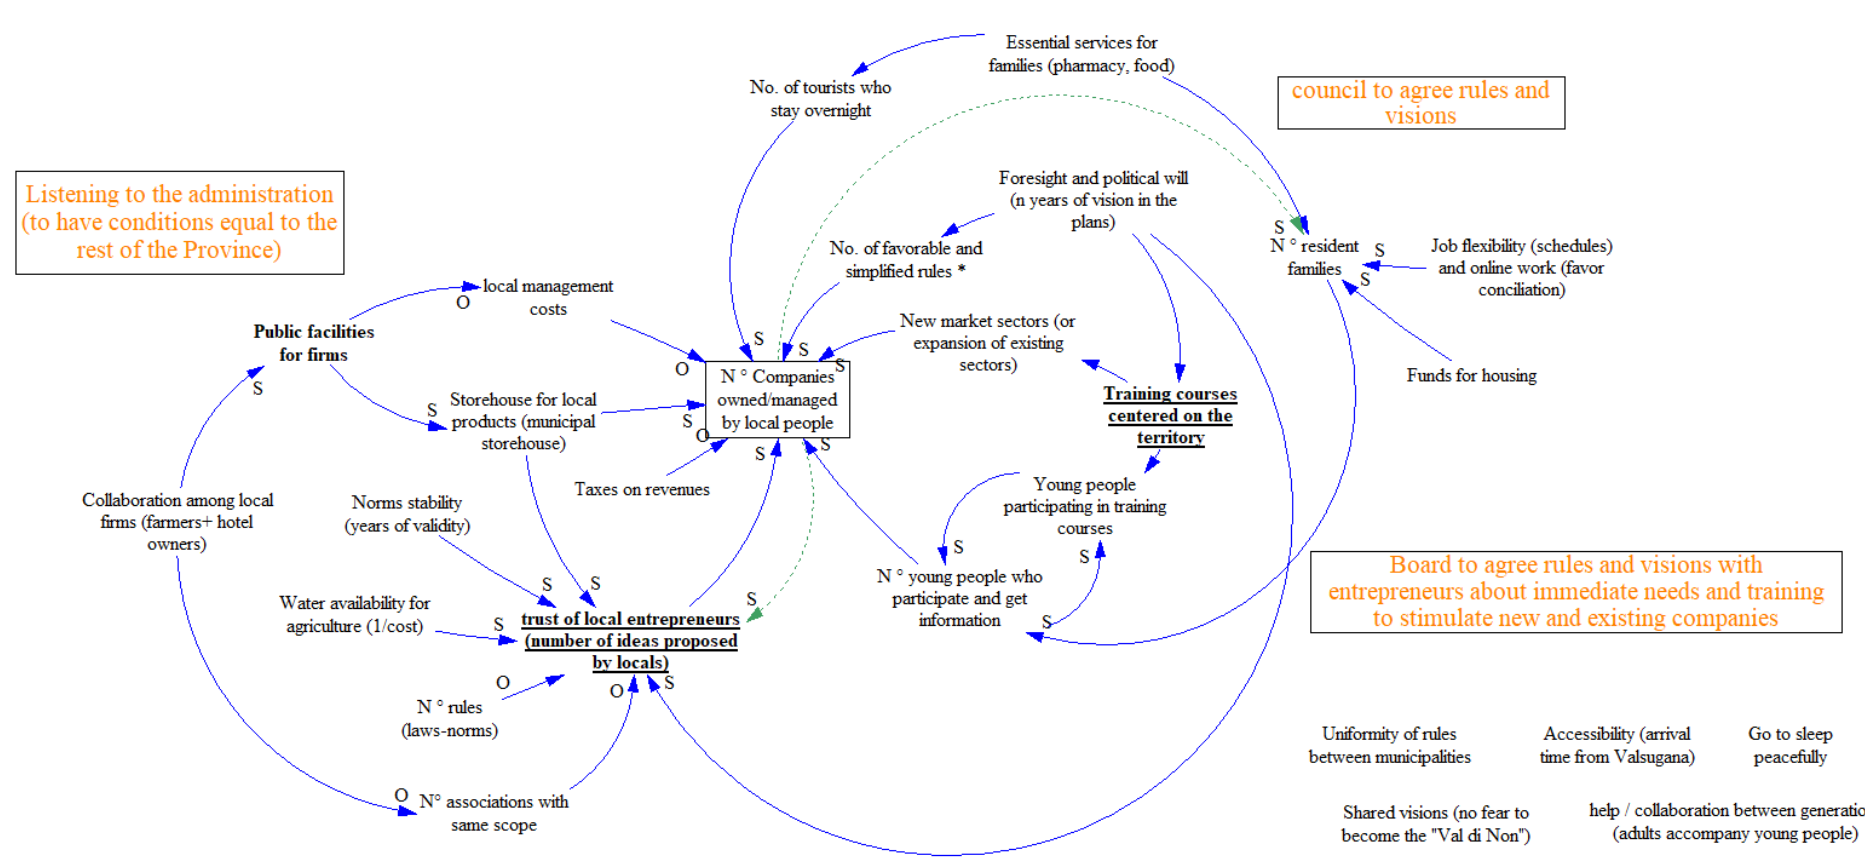 Essential services for
families (pharmacy, food)
No. of tourists who
stay overnight
council to agree rules and
visions
Listening to the administration
(to have conditions equal to the
rest of the Province)
Foresight and political will
(n years of vision in the
plans)
No. of favorable and
simplified rules *
S
N ° resident
families
S
S
Job flexibility (schedules)
and online work (favor
conciliation)
local management
costs
O
Public facilities
for firms
New market sectors (or
expansion of existing
sectors)
S
S
S
O
N ° Companies
owned/managed
by local people
Funds for housing
S
S
Storehouse for local
products (municipal
storehouse)
S
O
S
S
Training courses
centered on the
territory
Taxes on revenues
Collaboration among local
firms (farmers+ hotel
owners)
Norms stability
(years of validity)
Young people
participating in training
courses
S
S
N ° young people who
participate and get
information
S
Board to agree rules and visions with
entrepreneurs about immediate needs and training
to stimulate new and existing companies
Water availability for
agriculture (1/cost)
S
S
S
S
trust of local entrepreneurs
(number of ideas proposed
by locals)
O
O
S
N ° rules
(laws-norms)
O
N° associations with
same scope
Uniformity of rules
between municipalities
Accessibility (arrival
time from Valsugana)
Go to sleep
peacefully
Shared visions (no fear to
become the "Val di Non")
help / collaboration between generatio
(adults accompany young people)